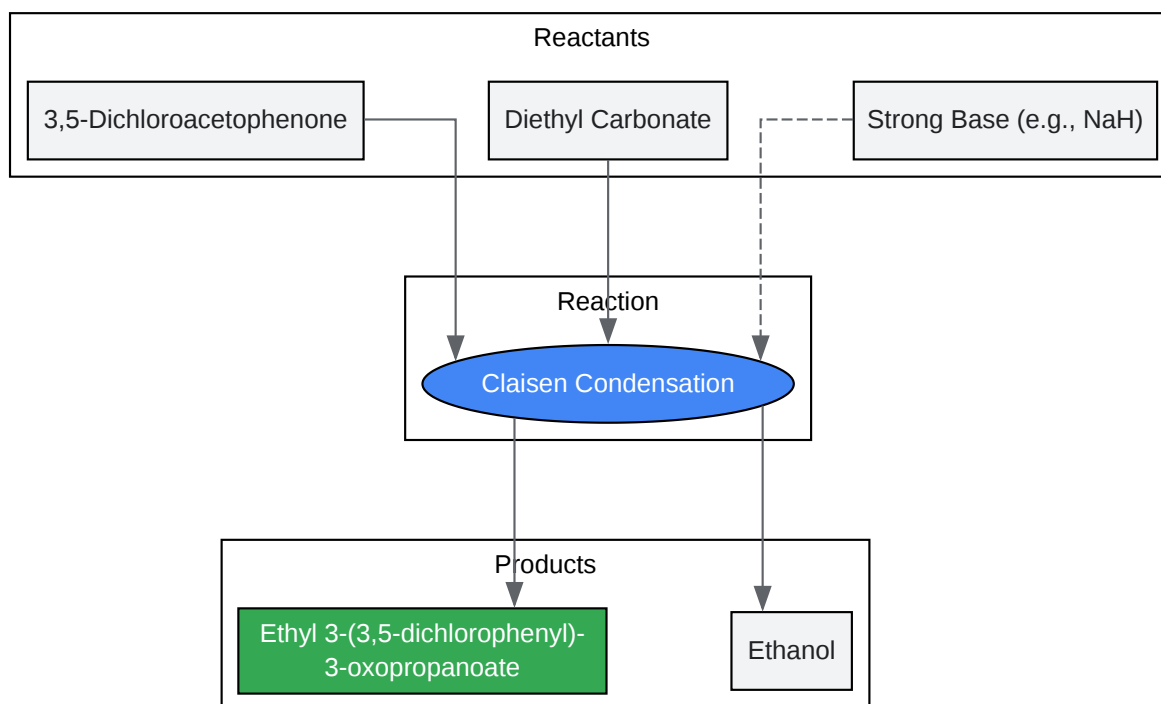 Reactants
3,5-Dichloroacetophenone
Diethyl Carbonate
Strong Base (e.g., NaH)
Reaction
Claisen Condensation
Products
Ethyl 3-(3,5-dichlorophenyl)-
3-oxopropanoate
Ethanol